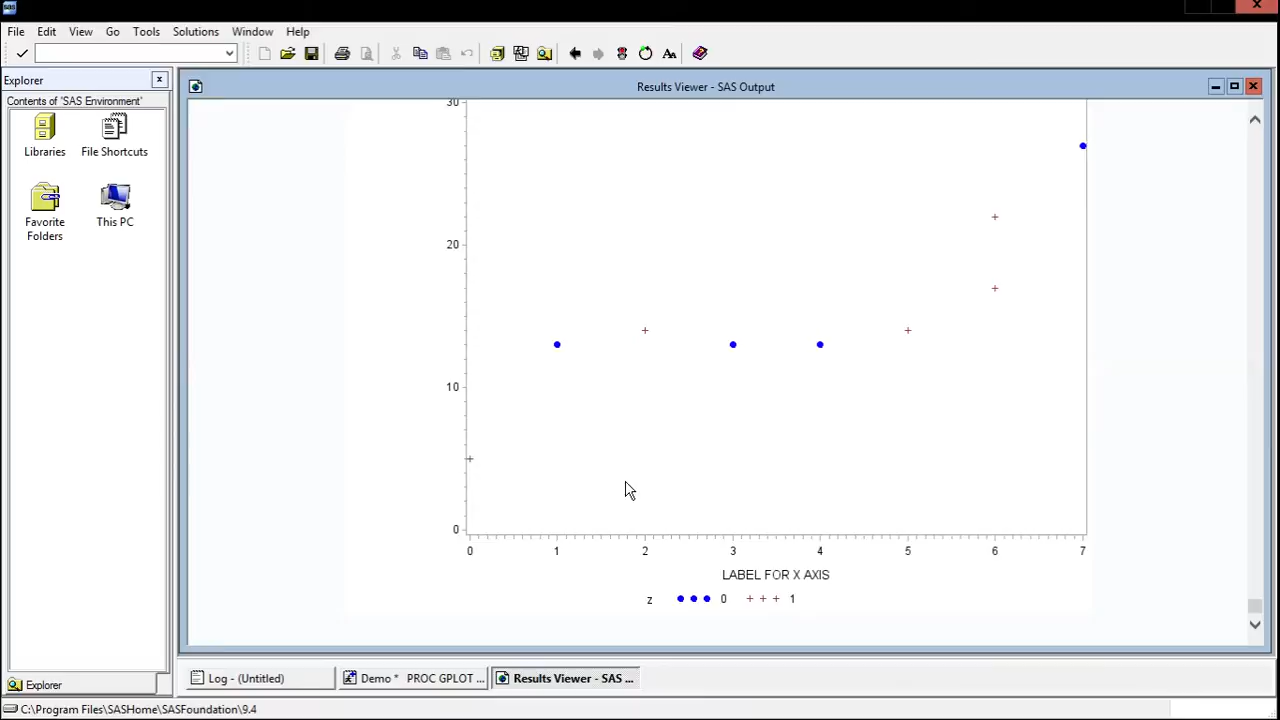 SAS
File Edit View Go Tools Solutions Window Help
Explorer
Contents of 'SAS Environment'
Libraries
File Shortcuts
Favorite Folders
This PC
Results Viewer - SAS Output
30
20
10
0
0 1 2 3 4 5 6 7
LABEL FOR X AXIS
z 0 1
Explorer
Log - (Untitled)
Demo * PROC GPLOT ...
Results Viewer - SAS ...
C:\Program Files\SASHome\SASFoundation\9.4